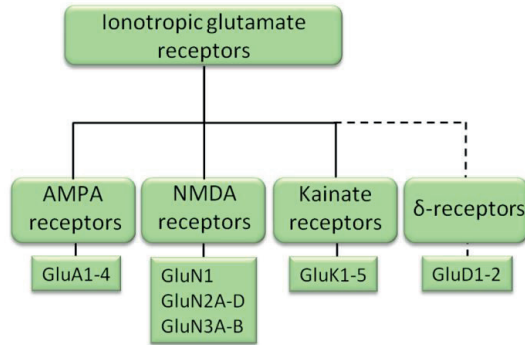 Ionotropic glutamate
receptors
AMPA
receptors
NMDA
receptors
Kainate
receptors
δ-receptors
GluA1-4
GluN1
GluN2A-D
GluN3A-B
GluK1-5
GluD1-2